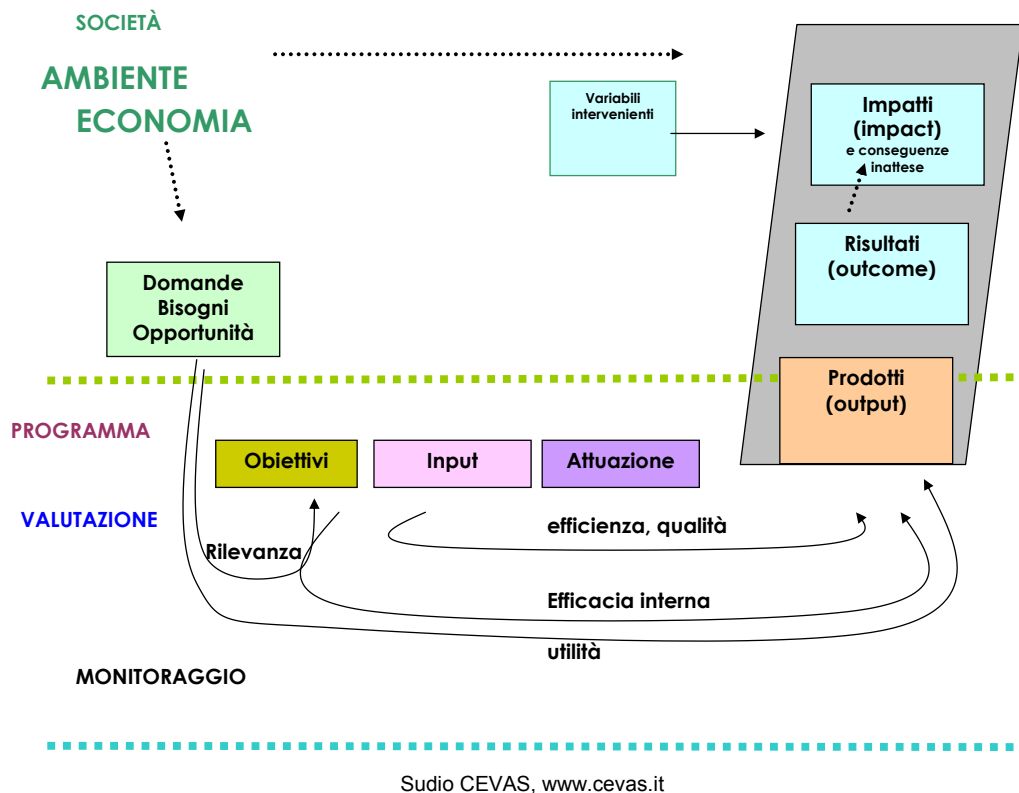 SOCIETÀ
AMBIENTE
ECONOMIA
Variabili
intervenienti
Impatti
(impact)
e conseguenze
inattese
Risultati
(outcome)
Domande
Bisogni
Opportunità
Prodotti
(output)
PROGRAMMA
Obiettivi
Input
Attuazione
VALUTAZIONE
efficienza, qualità
Rilevanza
Efficacia interna
utilità
MONITORAGGIO
Sudio CEVAS, www.cevas.it